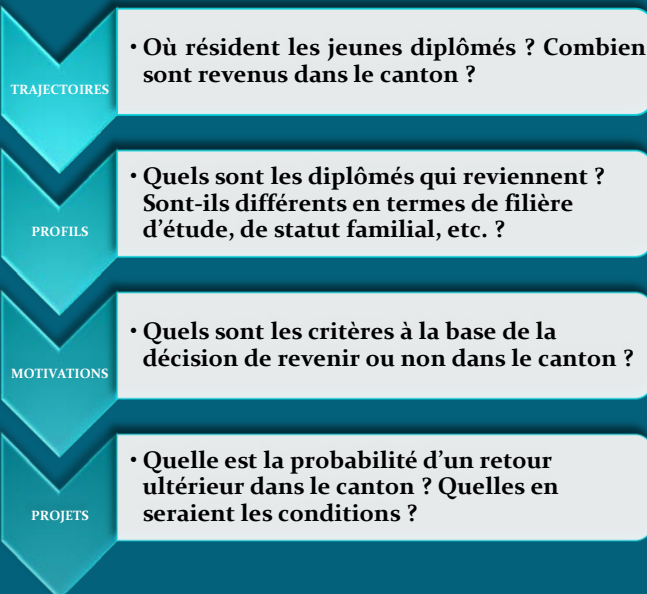 TRAJECTOIRES
• Où résident les jeunes diplômés ? Combien
sont revenus dans le canton ?
PROFILS
• Quels sont les diplômés qui reviennent ?
Sont-ils différents en termes de filière
d’étude, de statut familial, etc. ?
MOTIVATIONS
• Quels sont les critères à la base de la
décision de revenir ou non dans le canton ?
PROJETS
• Quelle est la probabilité d’un retour
ultérieur dans le canton ? Quelles en
seraient les conditions ?